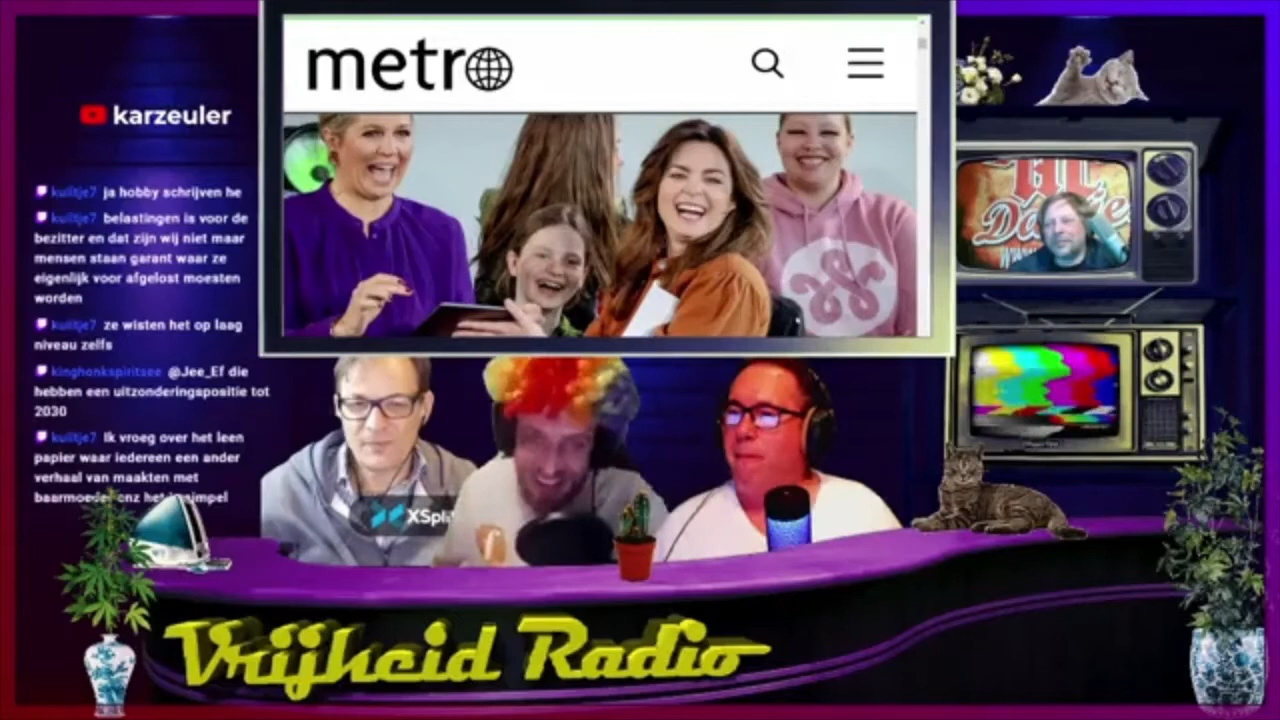 metro
karzeuler
kuiltje7 ja hobby schrijven he
kuiltje7 belastingen is voor de
bezitter en dat zijn wij niet maar
mensen staan garant waar ze
eigenlijk voor afgelost moesten
worden
kuiltje7 ze wisten het op laag
niveau zelfs
kinghonkspiritsee @Jee_Ef die
hebben een uitzonderingspositie tot
2030
kuiltje7 Ik vroeg over het leen
papier waar iedereen een ander
verhaal van maakten met
XSplit
Vrijheid Radio